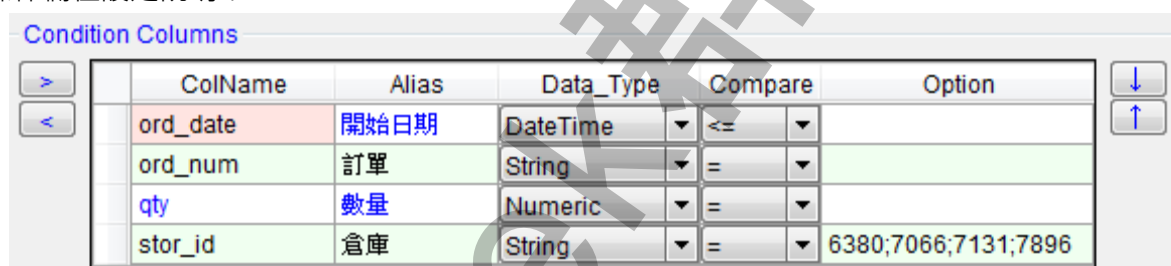 Condition Columns
> ColName Alias Data_Type Compare Option ↓
< ord_date 開始日期 DateTime <= ↑
ord_num 訂單 String =
qty 數量 Numeric =
stor_id 倉庫 String = 6380;7066;7131;7896